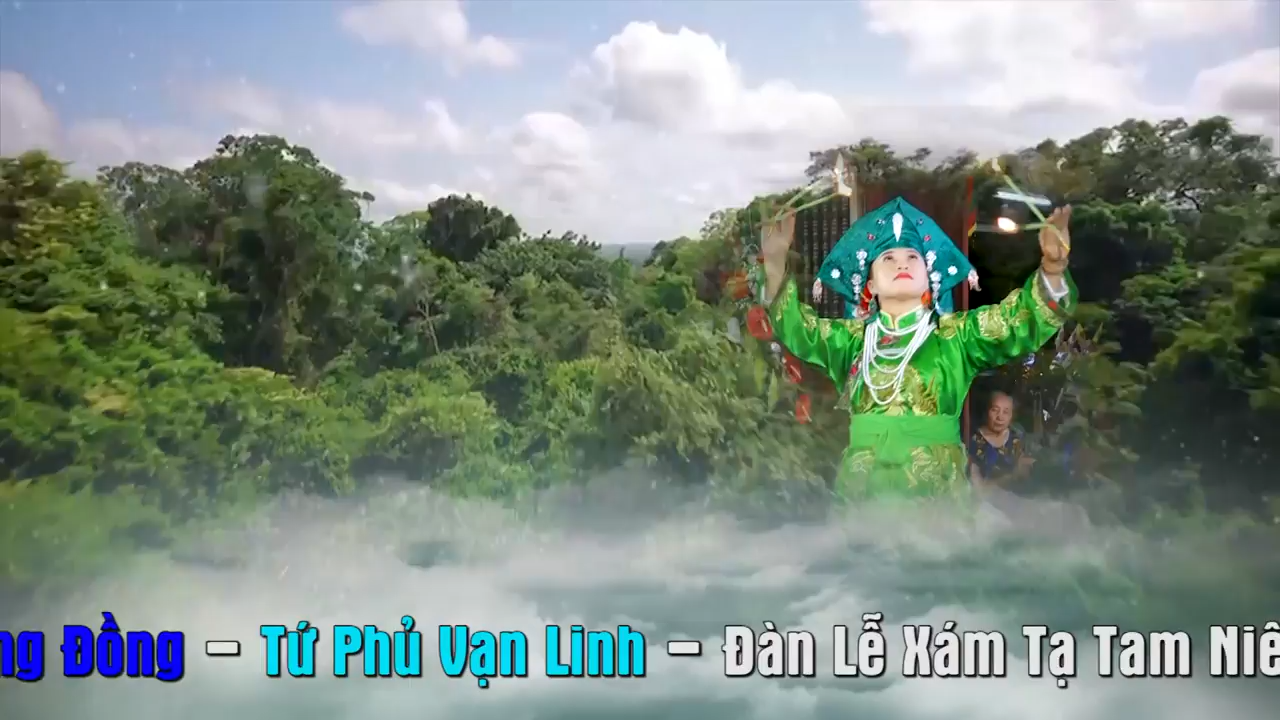 ng Đồng – Tứ Phủ Vạn Linh – Đàn Lễ Xám Tạ Tam Niê